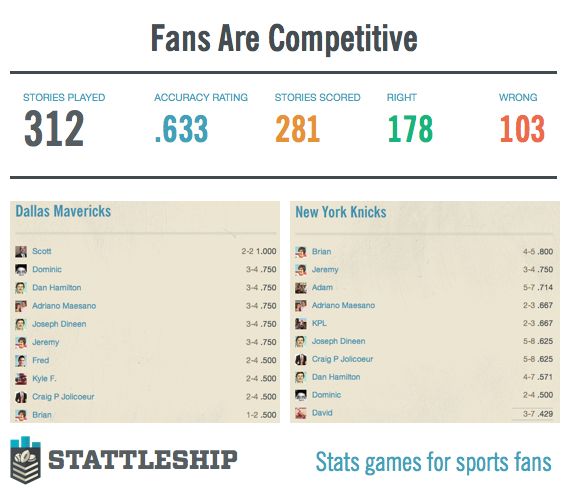 Fans Are Competitive
STORIES PLAYED ACCURACY RATING STORIES SCORED RIGHT WRONG
312 .633 281 178 103
Dallas Mavericks
Scott 2-2 1.000
Dominic 3-4 .750
Dan Hamilton 3-4 .750
Adriano Maesano 3-4 .750
Joseph Dineen 3-4 .750
Jeremy 3-4 .750
Fred 2-4 .500
Kyle F. 2-4 .500
Craig P Jolicoeur 2-4 .500
Brian 1-2 .500
New York Knicks
Brian 4-5 .800
Jeremy 3-4 .750
Adam 5-7 .714
Adriano Maesano 2-3 .667
KPL 2-3 .667
Joseph Dineen 5-8 .625
Craig P Jolicoeur 5-8 .625
Dan Hamilton 4-7 .571
Dominic 2-4 .500
David 3-7 .429
STATTLESHIP
Stats games for sports fans